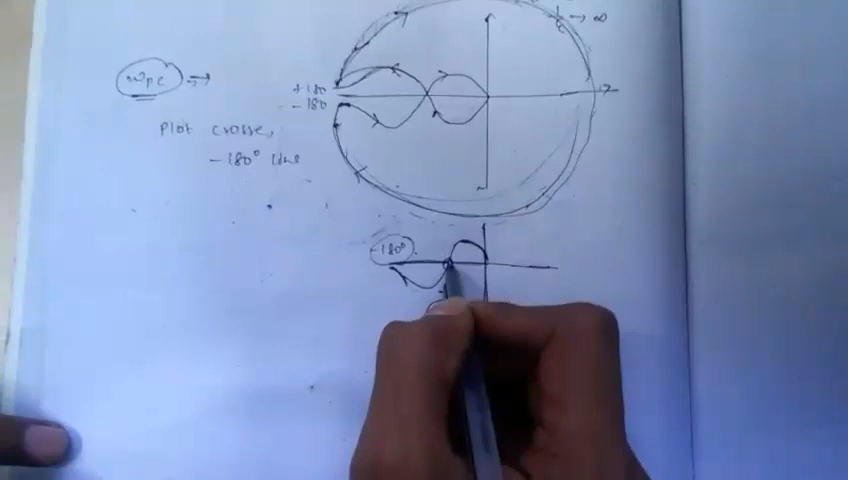 → ∞
ωpc →
+180
-180
Plot crosses
-180° line
-180°